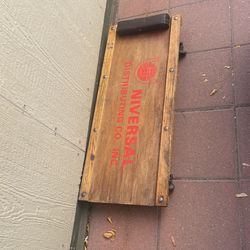 NIVERSAL
DISTRIBUTING CO. INC.